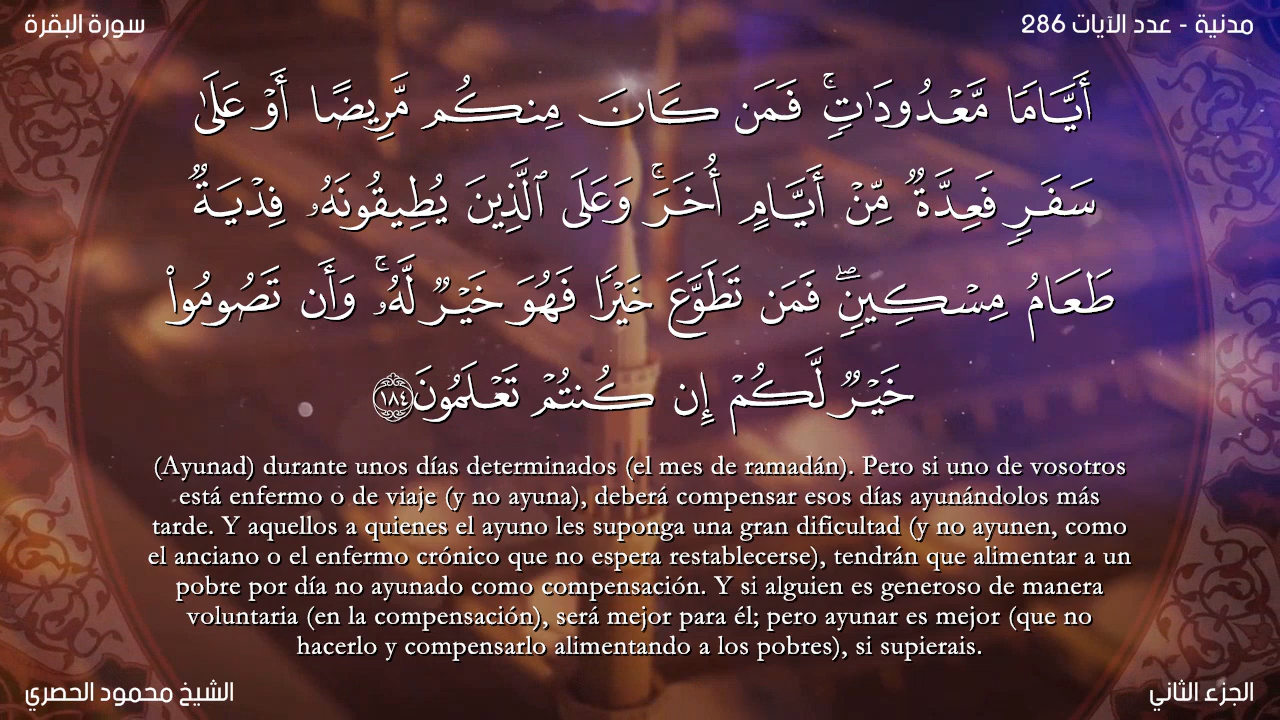 مدنية - عدد الآيات 286
سورة البقرة
أَيَّامًا مَّعْدُودَاتٍ ۚ فَمَن كَانَ مِنكُم مَّرِيضًا أَوْ عَلَىٰ
سَفَرٍ فَعِدَّةٌ مِّنْ أَيَّامٍ أُخَرَ ۚ وَعَلَى ٱلَّذِينَ يُطِيقُونَهُۥ فِدْيَةٌ
طَعَامُ مِسْكِينٍ ۖ فَمَن تَطَوَّعَ خَيْرًا فَهُوَ خَيْرٌ لَّهُۥ ۚ وَأَن تَصُومُوا۟
خَيْرٌ لَّكُمْ إِن كُنتُمْ تَعْلَمُونَ ١٨٤
(Ayunad) durante unos días determinados (el mes de ramadán). Pero si uno de vosotros
está enfermo o de viaje (y no ayuna), deberá compensar esos días ayunándolos más
tarde. Y aquellos a quienes el ayuno les suponga una gran dificultad (y no ayunen, como
el anciano o el enfermo crónico que no espera restablecerse), tendrán que alimentar a un
pobre por día no ayunado como compensación. Y si alguien es generoso de manera
voluntaria (en la compensación), será mejor para él; pero ayunar es mejor (que no
hacerlo y compensarlo alimentando a los pobres), si supierais.
الجزء الثاني
الشيخ محمود الحصري